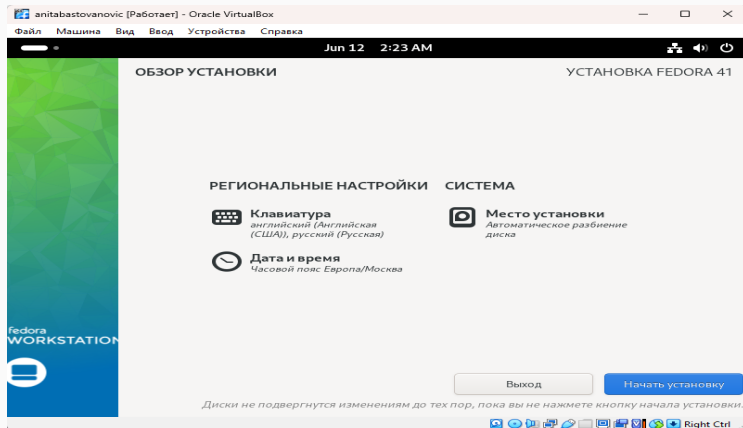 anitabastovanovic [Работает] - Oracle VirtualBox
Файл Машина Вид Ввод Устройства Справка
Jun 12 2:23 AM
ОБЗОР УСТАНОВКИ
УСТАНОВКА FEDORA 41
РЕГИОНАЛЬНЫЕ НАСТРОЙКИ
Клавиатура
английский (Английская
(США)), русский (Русская)
Дата и время
Часовой пояс Европа/Москва
СИСТЕМА
Место установки
Автоматическое разбиение
диска
fedora
WORKSTATION
Выход
Начать установку
Диски не подвергнутся изменениям до тех пор, пока вы не нажмете кнопку начала установки.
Right Ctrl